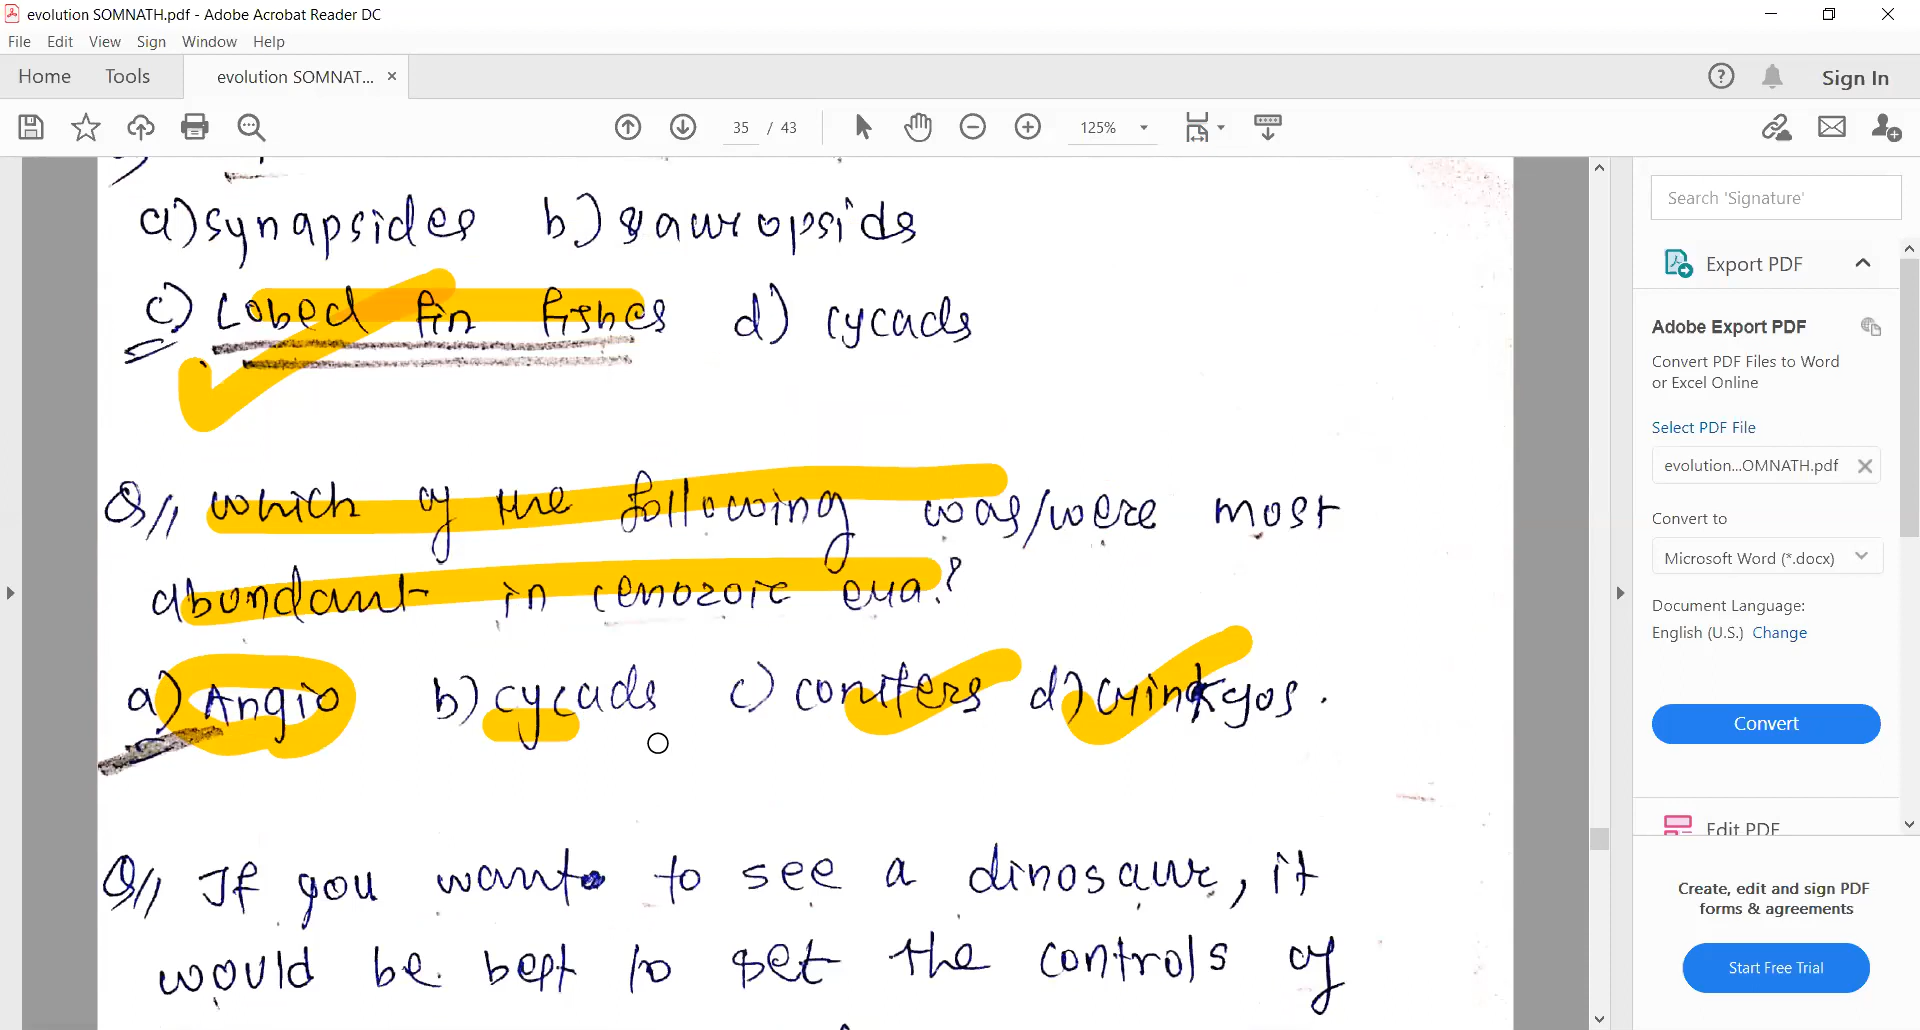 evolution SOMNATH.pdf - Adobe Acrobat Reader DC
File Edit View Sign Window Help
Home Tools evolution SOMNAT... × Sign In
35 / 43 125%
a) synapsides b) sauropsids
c) Lobed fin fishes d) cycads
Q// which of the following was/were most
abundant in cenozoic era?
a) Angio b) cycads c) conifers d) Ginkgos.
Q// If you want to see a dinosaur, it
would be best to set the controls of
Search 'Signature'
Export PDF
Adobe Export PDF
Convert PDF Files to Word
or Excel Online
Select PDF File
evolution...OMNATH.pdf
Convert to
Microsoft Word (*.docx)
Document Language:
English (U.S.) Change
Convert
Edit PDF
Create, edit and sign PDF
forms & agreements
Start Free Trial